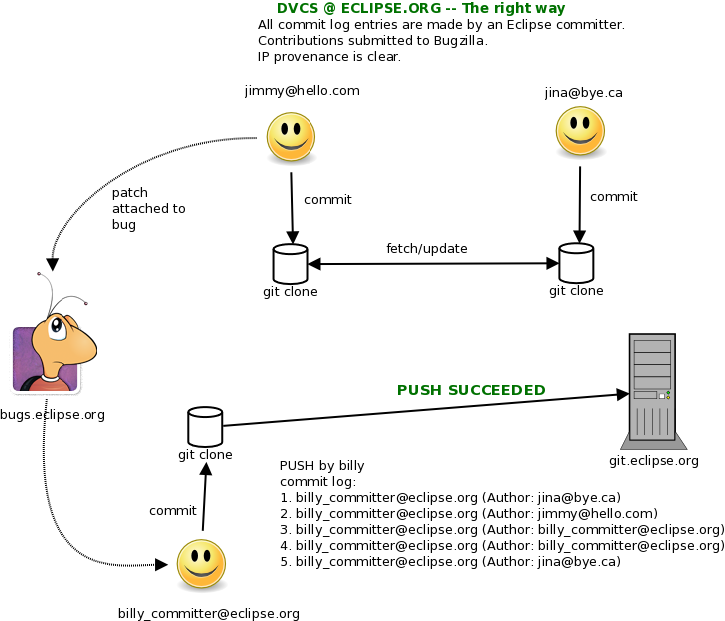 DVCS @ ECLIPSE.ORG -- The right way
All commit log entries are made by an Eclipse committer.
Contributions submitted to Bugzilla.
IP provenance is clear.
jimmy@hello.com
jina@bye.ca
patch
attached to
bug
commit
commit
fetch/update
git clone
git clone
bugs.eclipse.org
PUSH SUCCEEDED
git clone
git.eclipse.org
PUSH by billy
commit log:
1. billy_committer@eclipse.org (Author: jina@bye.ca)
2. billy_committer@eclipse.org (Author: jimmy@hello.com)
3. billy_committer@eclipse.org (Author: billy_committer@eclipse.org)
4. billy_committer@eclipse.org (Author: billy_committer@eclipse.org)
5. billy_committer@eclipse.org (Author: jina@bye.ca)
commit
billy_committer@eclipse.org